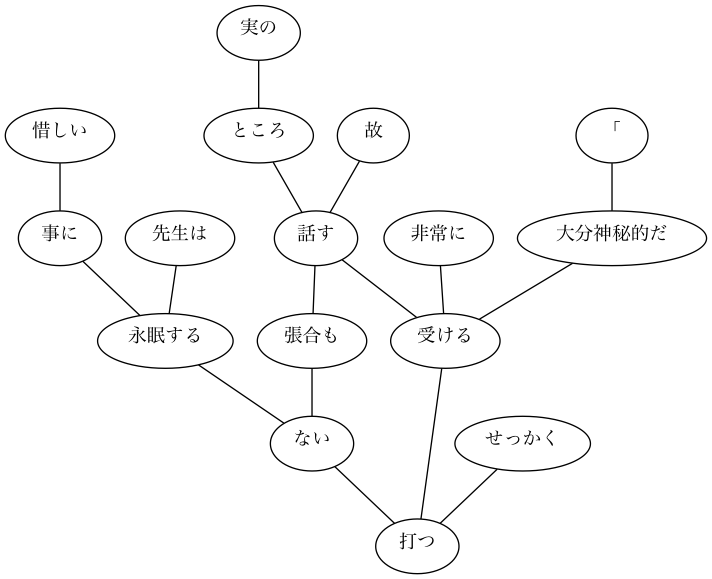 実の
惜しい
ところ
故
「
事に
先生は
話す
非常に
大分神秘的だ
永眠する
張合も
受ける
ない
せっかく
打つ